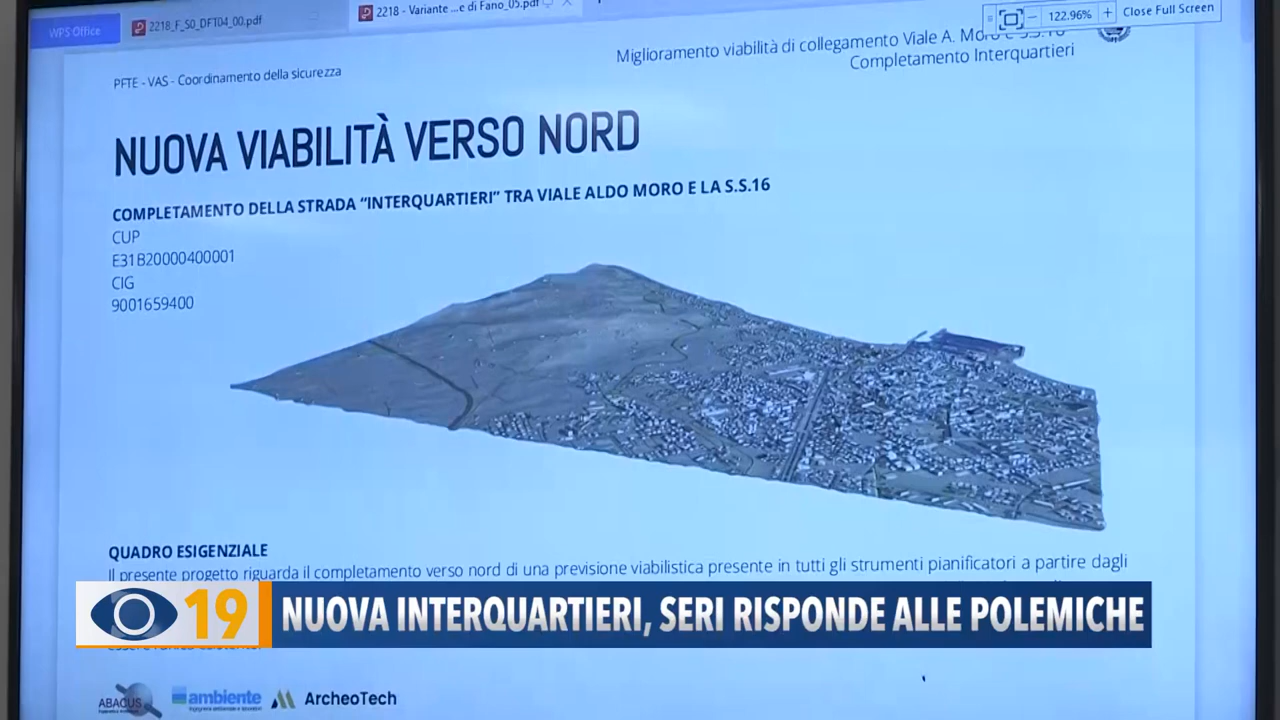 WPS Office
2218_F_S0_DFT04_00.pdf
2218 - Variante ...e di Fano_05.pdf
122.96%
Close Full Screen
PFTE - VAS - Coordinamento della sicurezza
Miglioramento viabilità di collegamento Viale A. Moro e S.S.16
Completamento Interquartieri
NUOVA VIABILITÀ VERSO NORD
COMPLETAMENTO DELLA STRADA “INTERQUARTIERI” TRA VIALE ALDO MORO E LA S.S.16
CUP
E31B20000400001
CIG
9001659400
QUADRO ESIGENZIALE
Il presente progetto riguarda il completamento verso nord di una previsione viabilistica presente in tutti gli strumenti pianificatori a partire dagli
19
NUOVA INTERQUARTIERI, SERI RISPONDE ALLE POLEMICHE
ABACUS
ambiente
ArcheoTech